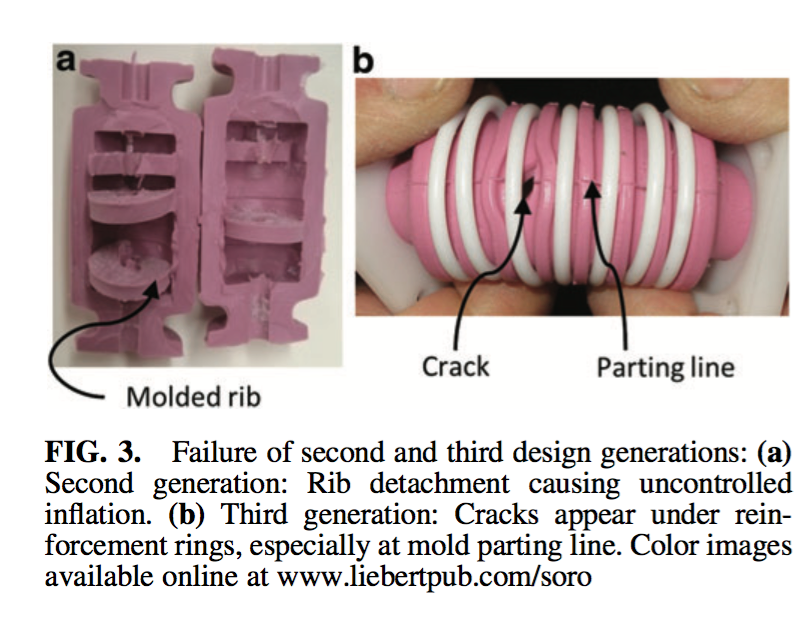 a
b
Crack
Parting line
Molded rib
FIG. 3. Failure of second and third design generations: (a)
Second generation: Rib detachment causing uncontrolled
inflation. (b) Third generation: Cracks appear under rein-
forcement rings, especially at mold parting line. Color images
available online at www.liebertpub.com/soro